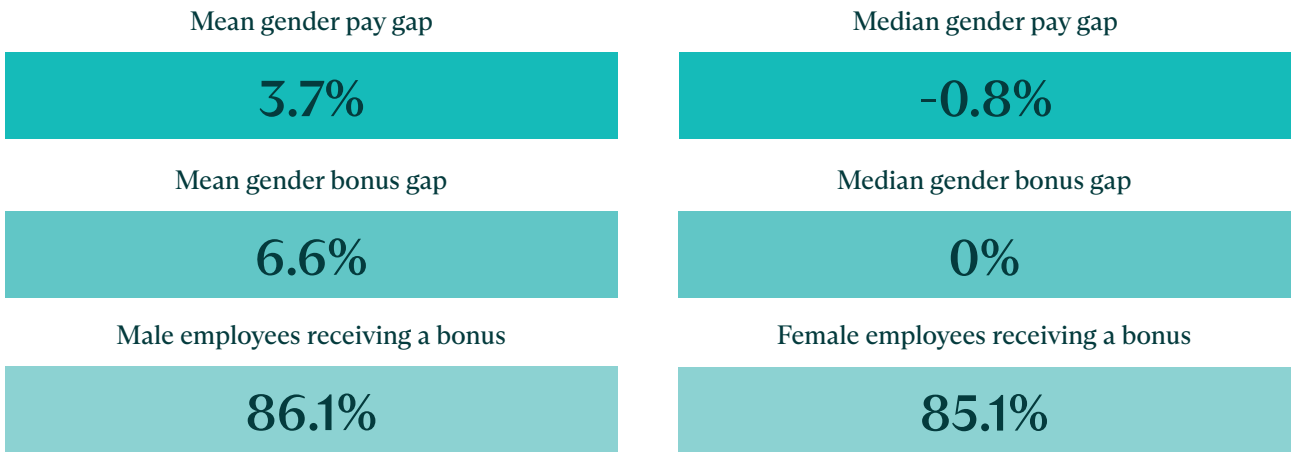 Mean gender pay gap
Median gender pay gap
3.7%
-0.8%
Mean gender bonus gap
Median gender bonus gap
6.6%
0%
Male employees receiving a bonus
Female employees receiving a bonus
86.1%
85.1%